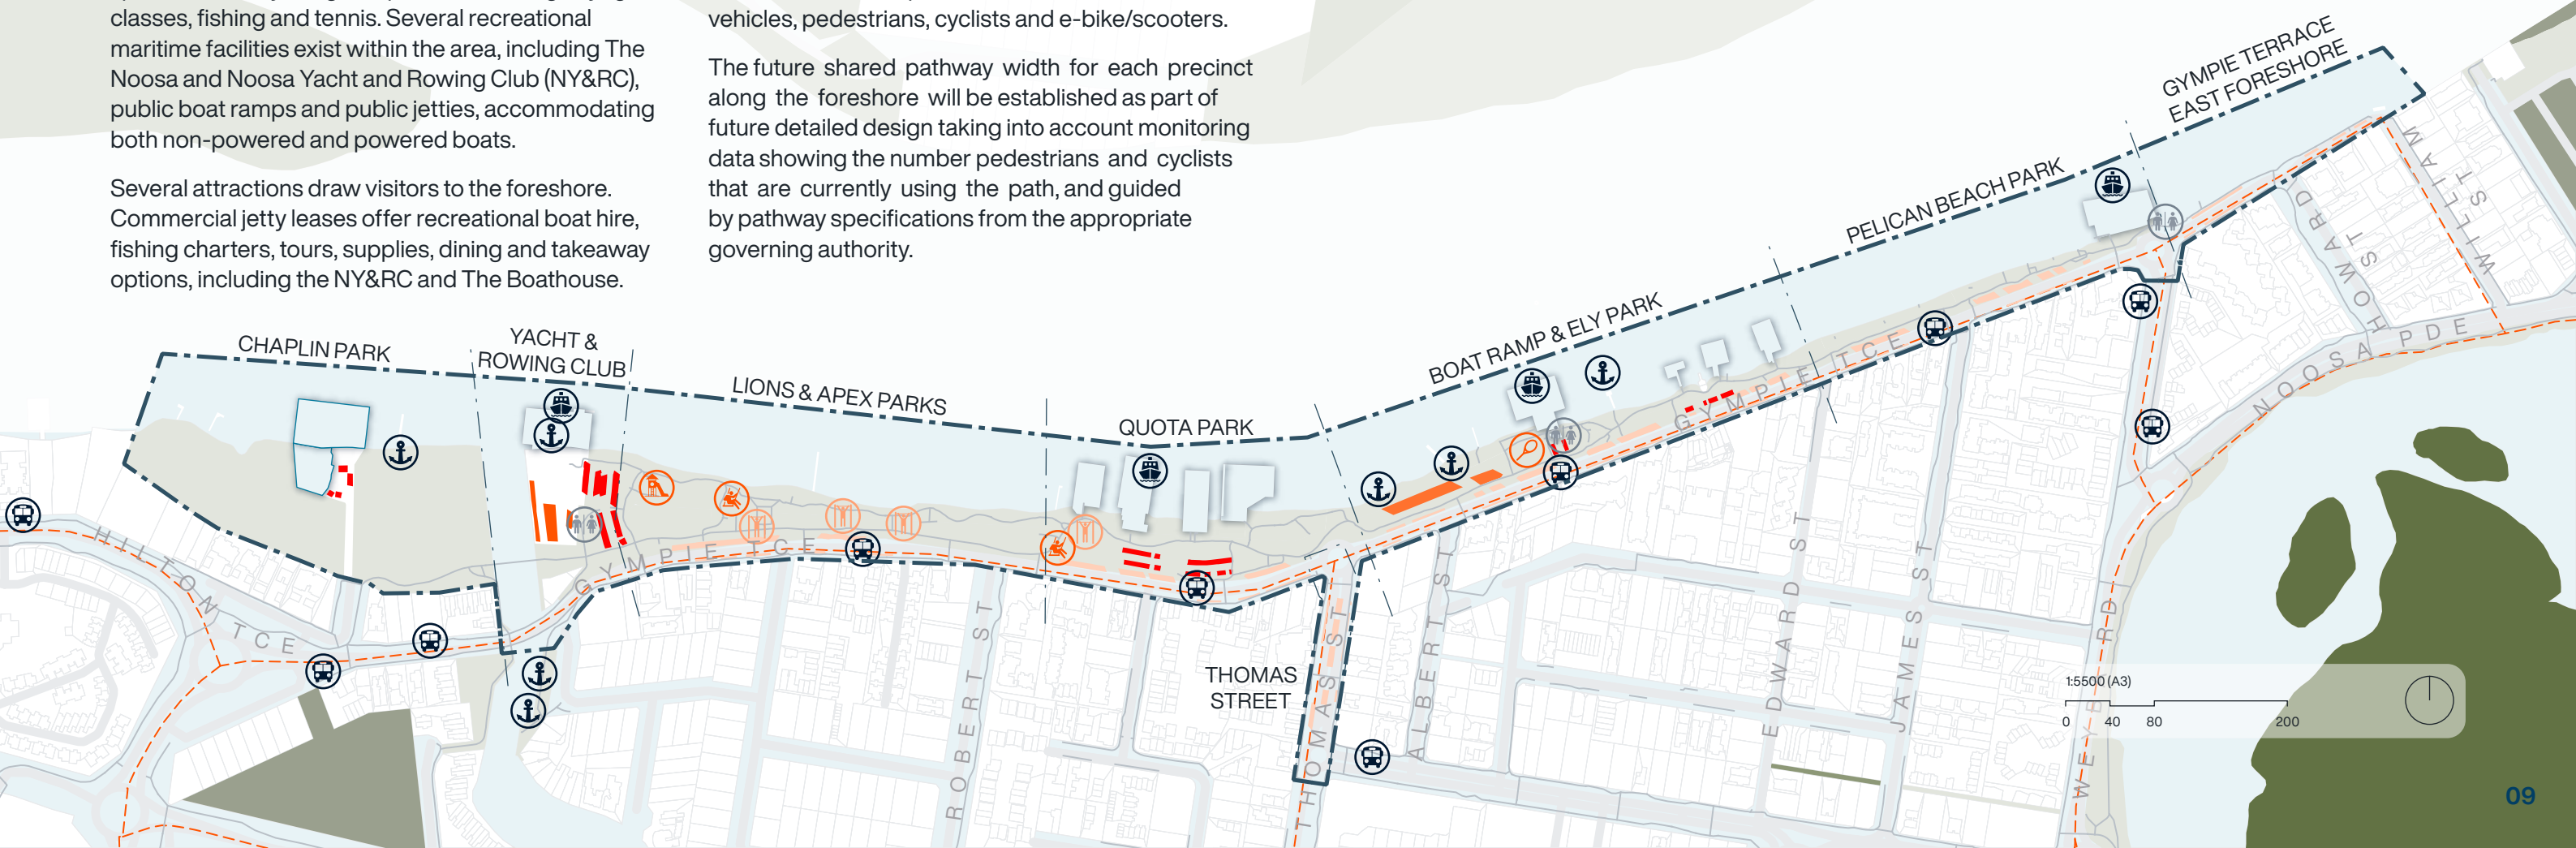 classes, fishing and tennis. Several recreational
maritime facilities exist within the area, including The
Noosa and Noosa Yacht and Rowing Club (NY&RC),
public boat ramps and public jetties, accommodating
both non-powered and powered boats.
Several attractions draw visitors to the foreshore.
Commercial jetty leases offer recreational boat hire,
fishing charters, tours, supplies, dining and takeaway
options, including the NY&RC and The Boathouse.
vehicles, pedestrians, cyclists and e-bike/scooters.
The future shared pathway width for each precinct
along the foreshore will be established as part of
future detailed design taking into account monitoring
data showing the number pedestrians and cyclists
that are currently using the path, and guided
by pathway specifications from the appropriate
governing authority.
CHAPLIN PARK
YACHT &
ROWING CLUB
LIONS & APEX PARKS
QUOTA PARK
BOAT RAMP & ELY PARK
PELICAN BEACH PARK
GYMPIE TERRACE
EAST FORESHORE
THOMAS
STREET
HILTON TCE
GYMPIE TCE
GYMPIE TCE
ROBERT ST
THOMAS ST
ALBERT ST
EDWARD ST
JAMES ST
WEYBA RD
NOOSA PDE
HOWARD ST
WILLIAM ST
1:5500 (A3)
0 40 80 200
09